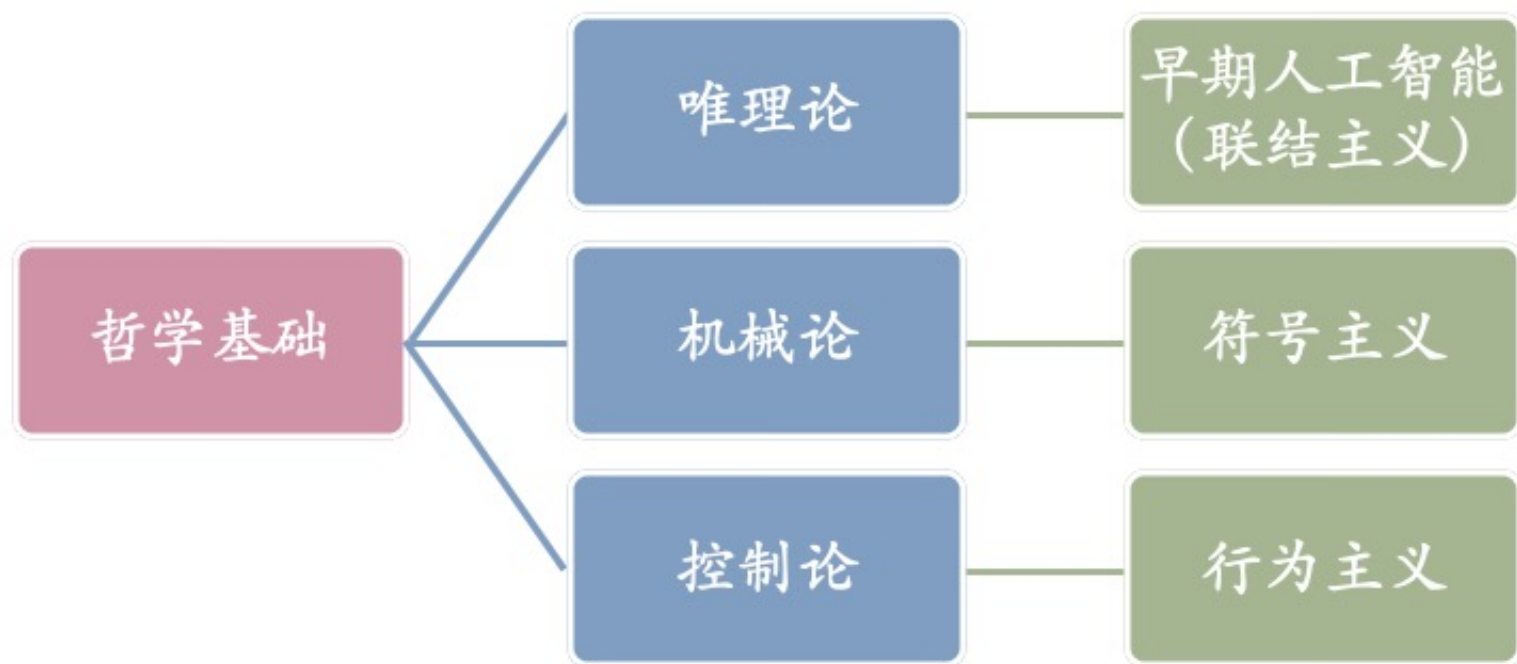 哲学基础
唯理论
早期人工智能
（联结主义）
机械论
符号主义
控制论
行为主义